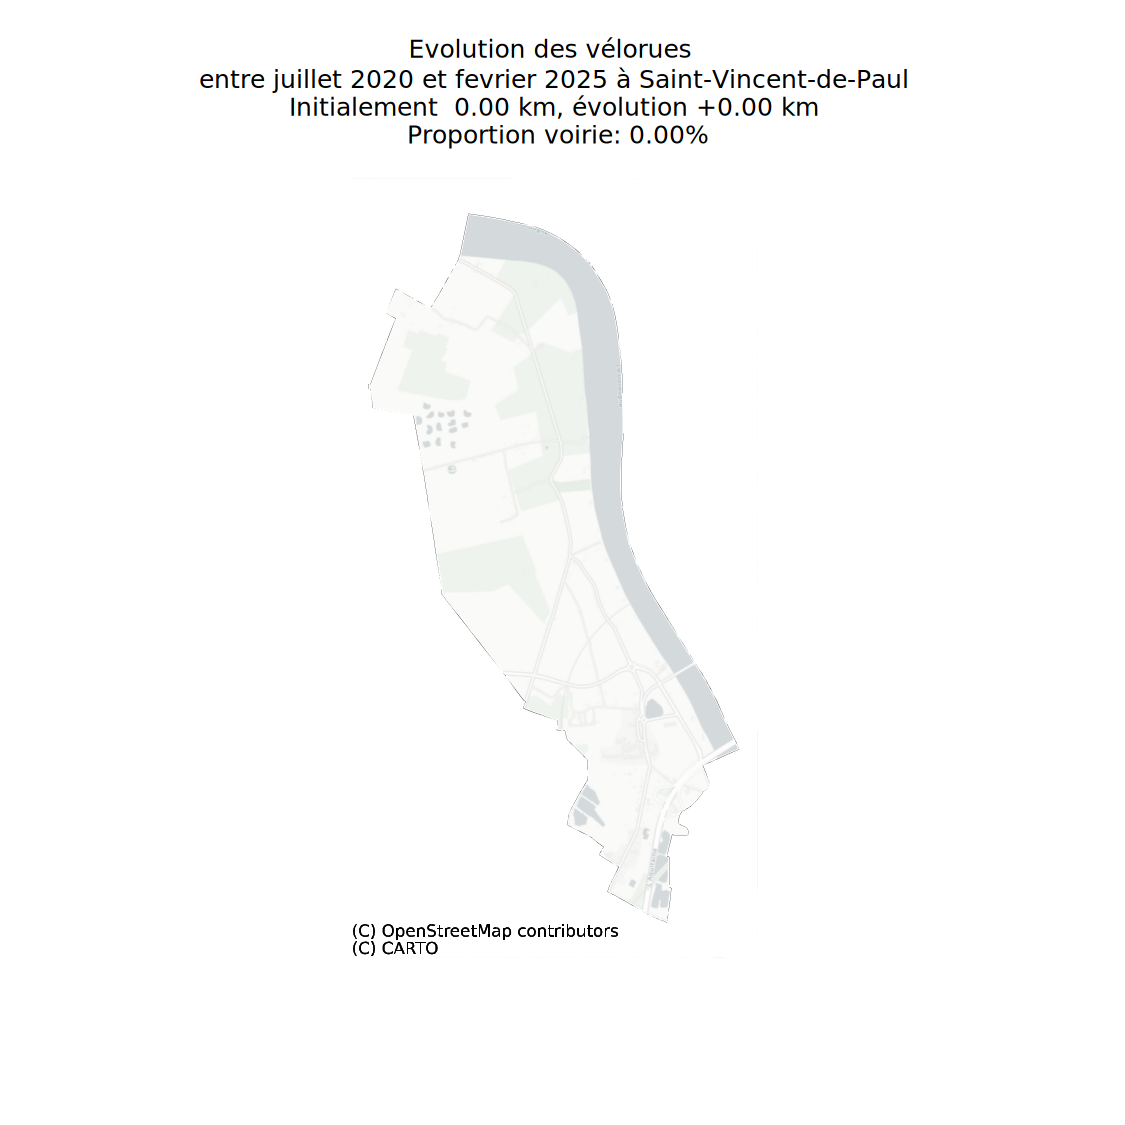 Evolution des vélorues
entre juillet 2020 et fevrier 2025 à Saint-Vincent-de-Paul
Initialement  0.00 km, évolution +0.00 km
Proportion voirie: 0.00%
(C) OpenStreetMap contributors
(C) CARTO